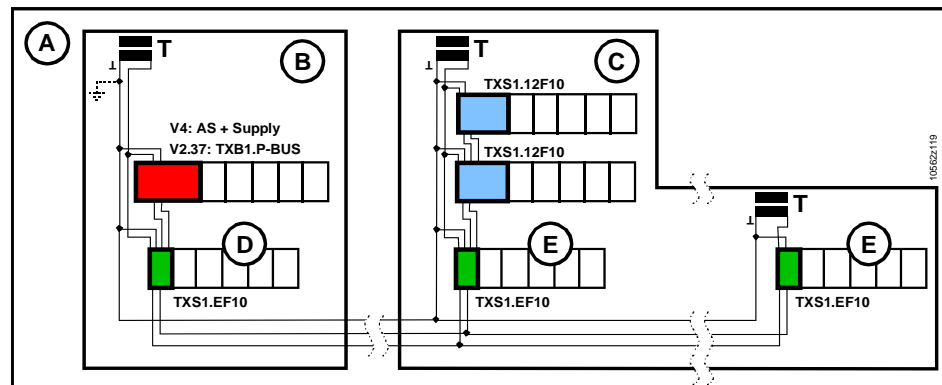 A
T
B
⊥
V4: AS + Supply
V2.37: TXB1.P-BUS
D
TXS1.EF10
T
C
⊥
TXS1.12F10
TXS1.12F10
E
TXS1.EF10
T
⊥
E
TXS1.EF10
10562z119